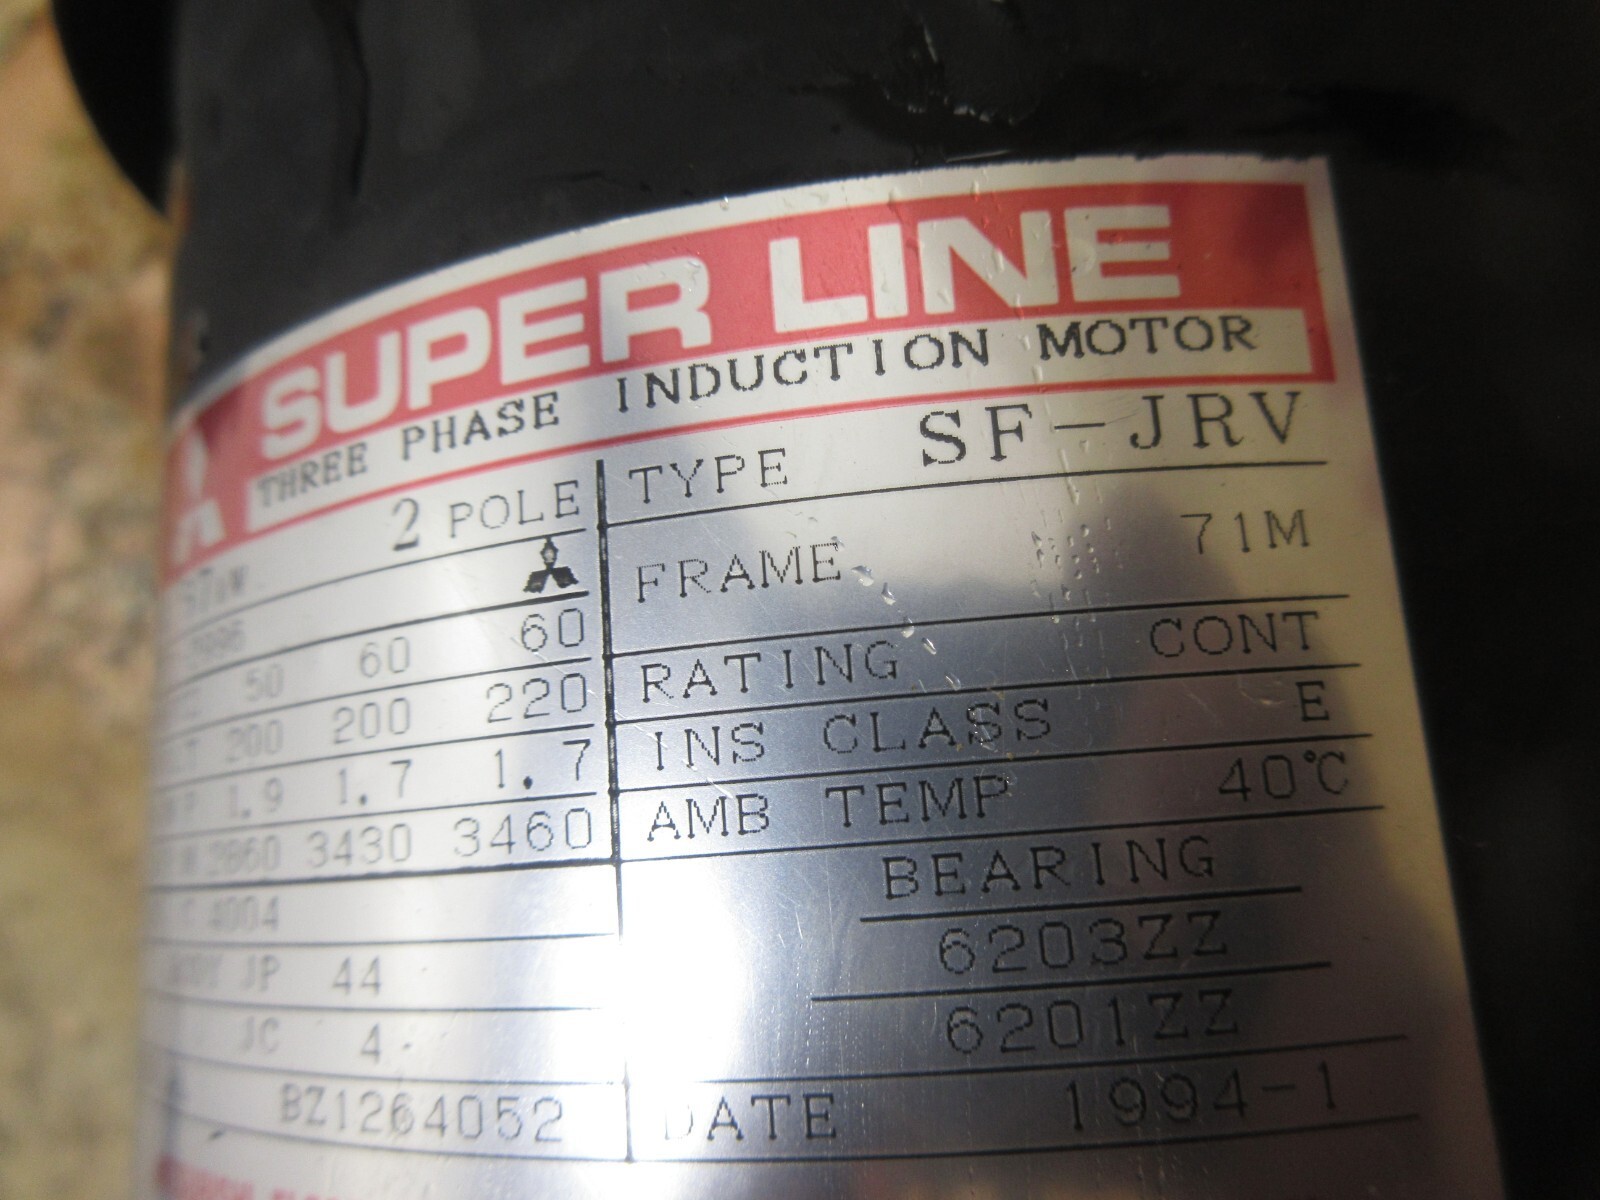 SUPER LINE
THREE PHASE INDUCTION MOTOR
2 POLE
TYPE SF-JRV
FRAME 71M
50 60 60
RATING CONT
200 200 220
INS CLASS E
1.9 1.7 1.7
AMB TEMP 40℃
2860 3430 3460
BEARING
4004
6203ZZ
JP 44
6201ZZ
JC 4
BZ1264052
DATE 1994-1